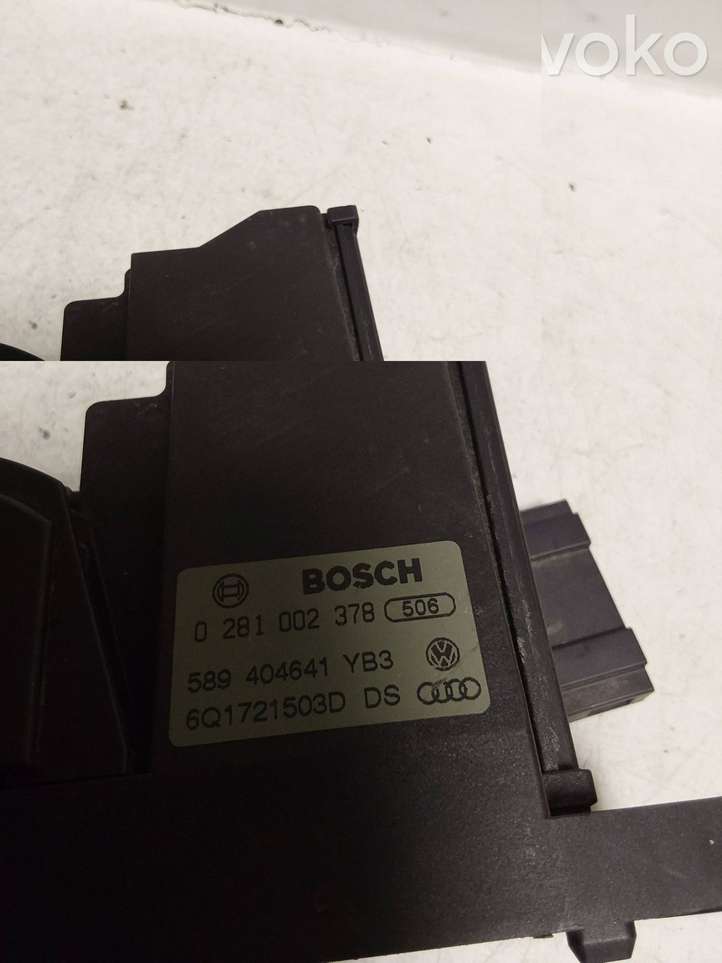 voko
BOSCH
0 281 002 378 506
589 404641 YB3
6Q1721503D DS